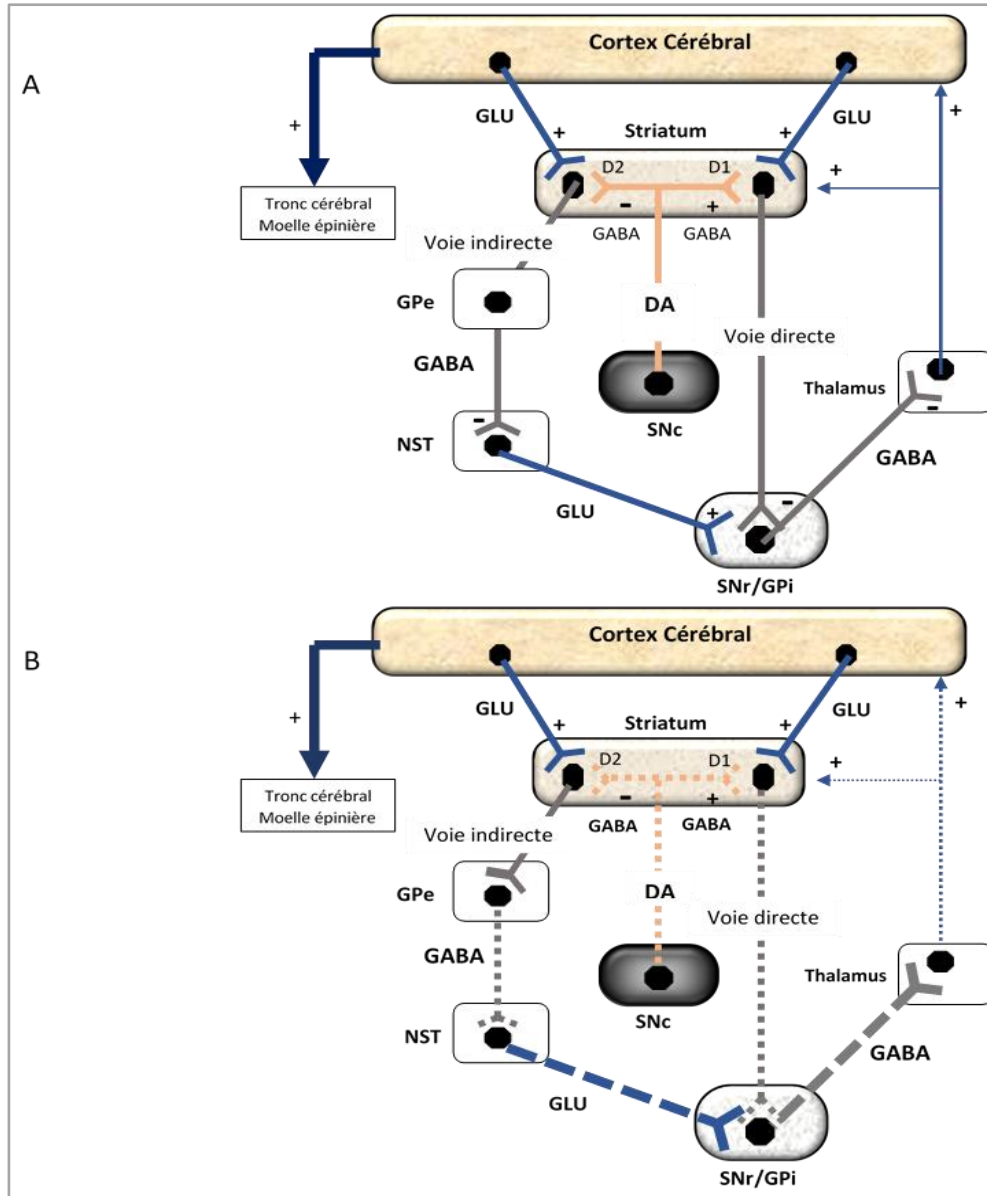 A
Cortex Cérébral
GLU
GLU
+
+
+
+
Striatum
D2
D1
+
-
+
GABA
GABA
Tronc cérébral
Moelle épinière
Voie indirecte
GPe
DA
Voie directe
GABA
Thalamus
-
SNc
-
NST
GABA
GLU
+
-
SNr/GPi
B
Cortex Cérébral
GLU
GLU
+
+
+
+
Striatum
D2
D1
+
-
+
GABA
GABA
Tronc cérébral
Moelle épinière
Voie indirecte
GPe
DA
Voie directe
GABA
Thalamus
SNc
NST
GABA
GLU
SNr/GPi